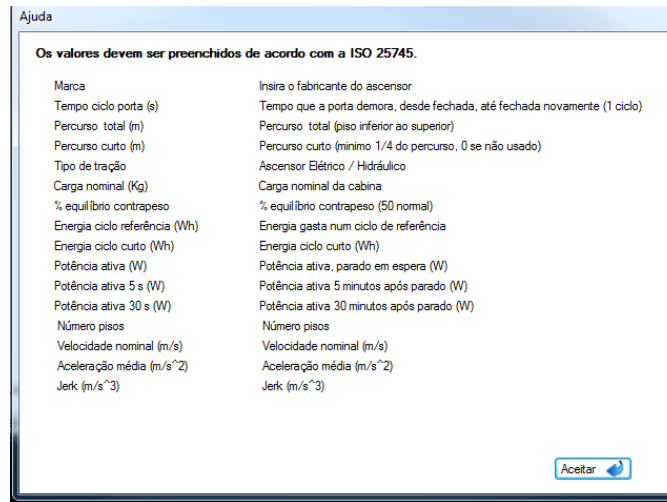 Ajuda
Os valores devem ser preenchidos de acordo com a ISO 25745.
Marca Insira o fabricante do ascensor
Tempo ciclo porta (s) Tempo que a porta demora, desde fechada, até fechada novamente (1 ciclo)
Percurso total (m) Percurso total (piso inferior ao superior)
Percurso curto (m) Percurso curto (minimo 1/4 do percurso, 0 se não usado)
Tipo de tração Ascensor Elétrico / Hidráulico
Carga nominal (Kg) Carga nominal da cabina
% equilíbrio contrapeso % equilíbrio contrapeso (50 normal)
Energia ciclo referência (Wh) Energia gasta num ciclo de referência
Energia ciclo curto (Wh) Energia ciclo curto (Wh)
Potência ativa (W) Potência ativa, parado em espera (W)
Potência ativa 5 s (W) Potência ativa 5 minutos após parado (W)
Potência ativa 30 s (W) Potência ativa 30 minutos após parado (W)
Número pisos Número pisos
Velocidade nominal (m/s) Velocidade nominal (m/s)
Aceleração média (m/s^2) Aceleração média (m/s^2)
Jerk (m/s^3) Jerk (m/s^3)
Aceitar